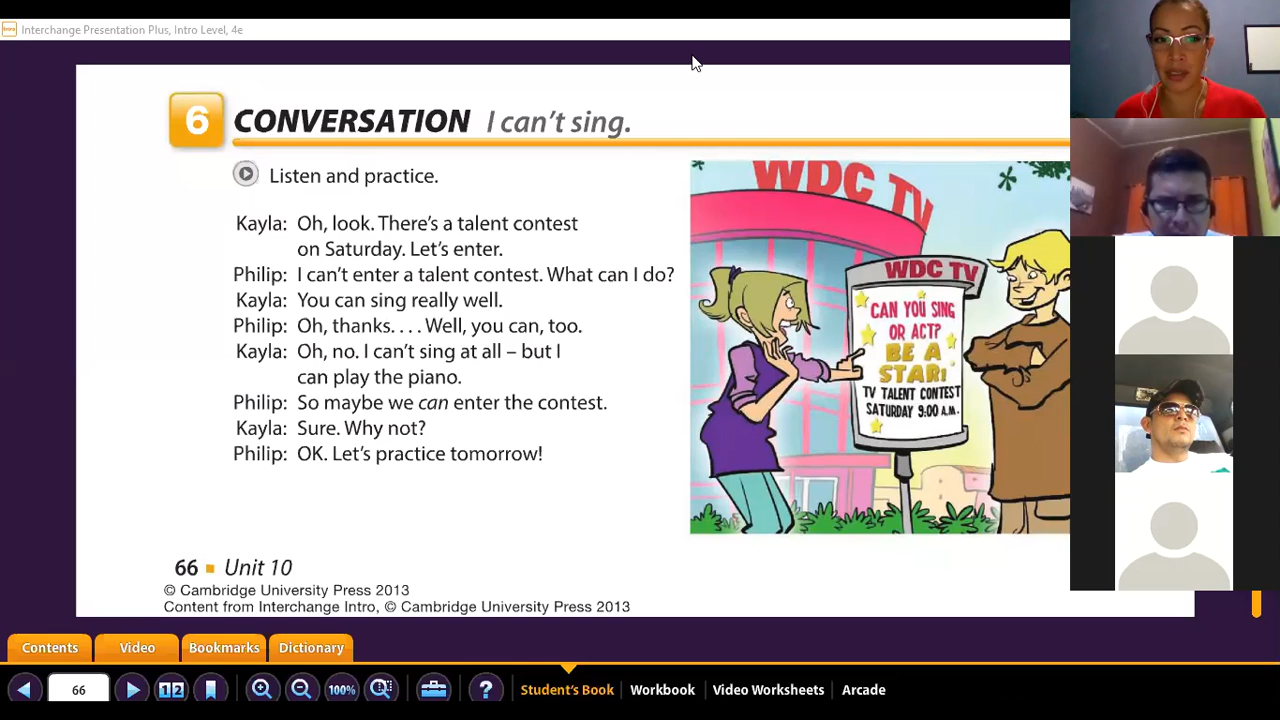 Interchange Presentation Plus, Intro Level, 4e
6 CONVERSATION I can't sing.
Listen and practice.
Kayla: Oh, look. There's a talent contest
on Saturday. Let's enter.
Philip: I can't enter a talent contest. What can I do?
Kayla: You can sing really well.
Philip: Oh, thanks. . . . Well, you can, too.
Kayla: Oh, no. I can't sing at all – but I
can play the piano.
Philip: So maybe we can enter the contest.
Kayla: Sure. Why not?
Philip: OK. Let's practice tomorrow!
WDC TV
WDC TV
CAN YOU SING
OR ACT?
BE A
STAR!
TV TALENT CONTEST
SATURDAY 9:00 A.M.
66 Unit 10
© Cambridge University Press 2013
Content from Interchange Intro, © Cambridge University Press 2013
Contents Video Bookmarks Dictionary
66 1 2 100% ? Student's Book Workbook Video Worksheets Arcade